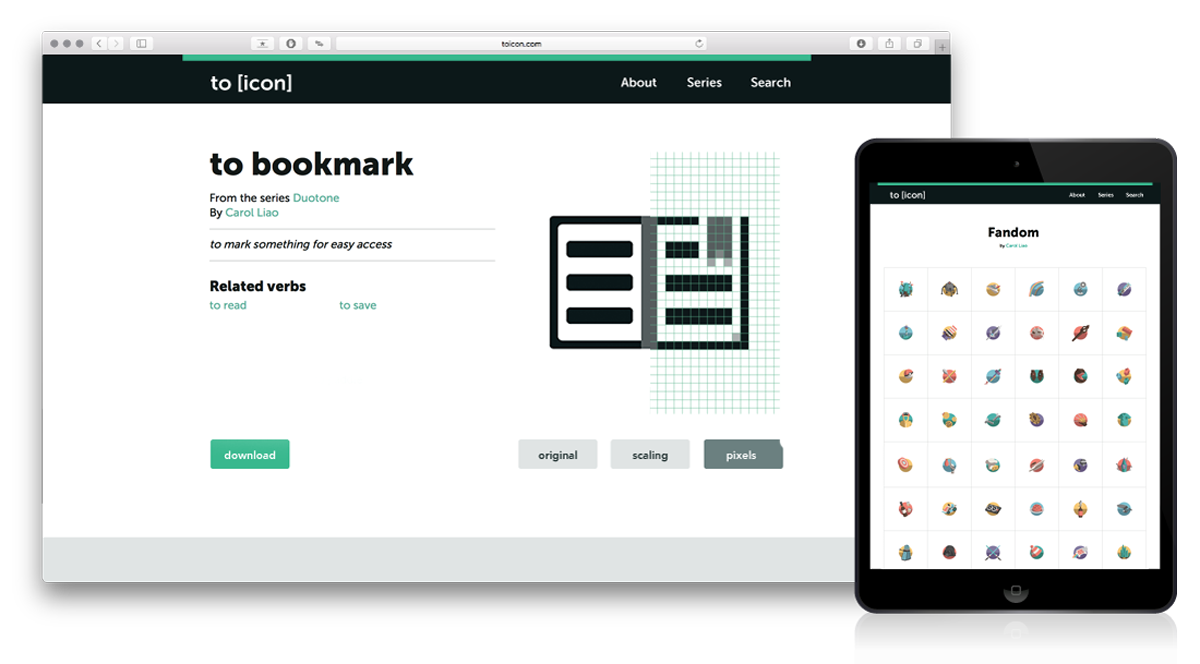 toicon.com
to [icon]
About Series Search
to bookmark
From the series Duotone
By Carol Liao
to mark something for easy access
Related verbs
to read to save
download
original scaling pixels
to [icon]
About Series Search
Fandom
By Carol Liao